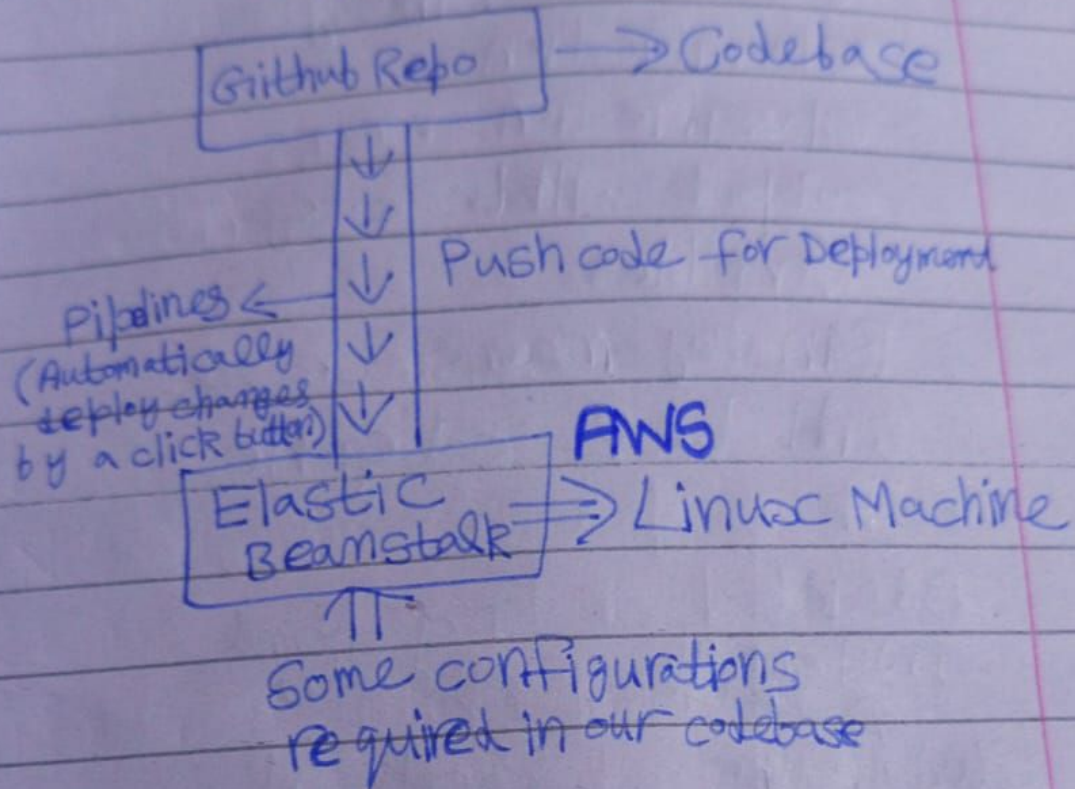 Github Repo
Codebase
Push code for Deployment
Pipelines
(Automatically
deploy changes
by a click button)
AWS
Elastic
Beamstalk
Linux Machine
Some configurations
required in our codebase